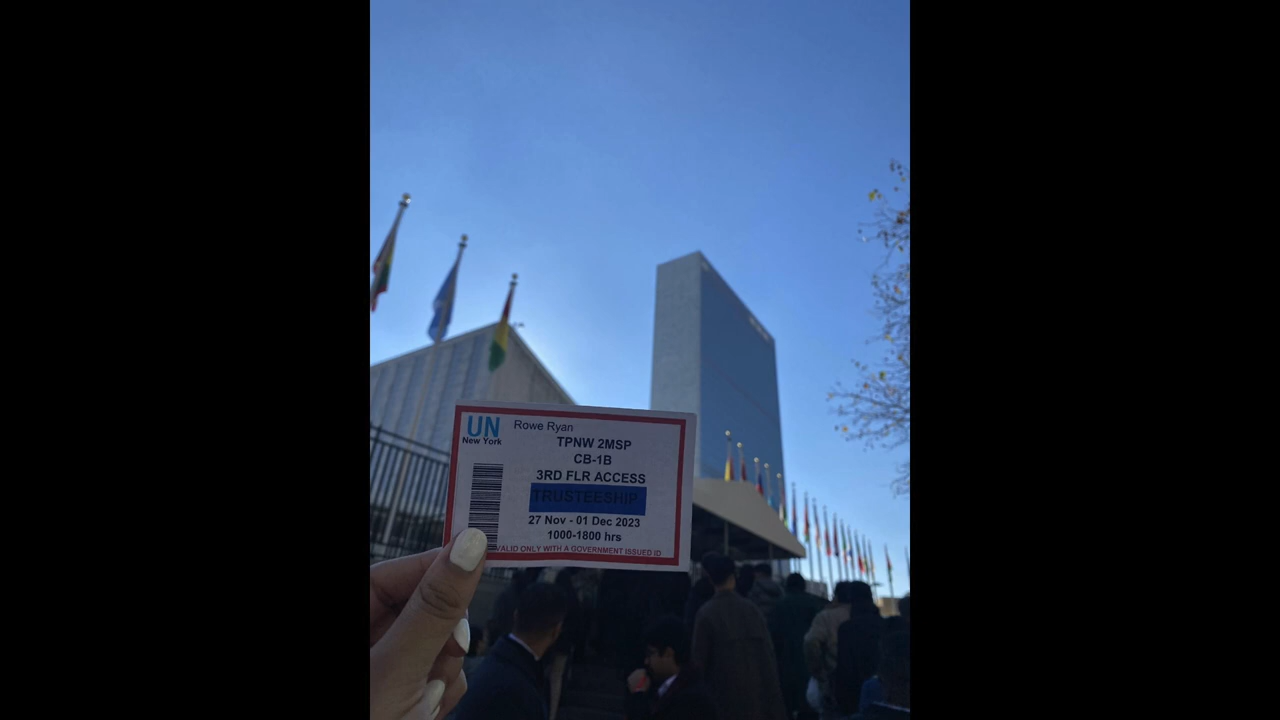 UN
New York
Rowe Ryan
TPNW 2MSP
CB-1B
3RD FLR ACCESS
TRUSTEESHIP
27 Nov - 01 Dec 2023
1000-1800 hrs
VALID ONLY WITH A GOVERNMENT ISSUED ID